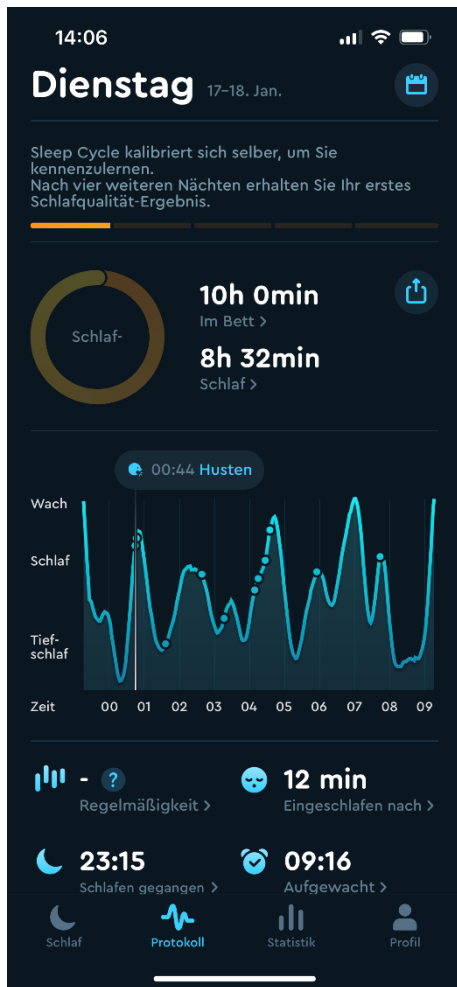 14:06
Dienstag 17-18. Jan.
Sleep Cycle kalibriert sich selber, um Sie
kennenzulernen.
Nach vier weiteren Nächten erhalten Sie Ihr erstes
Schlafqualität-Ergebnis.
Schlaf-
10h 0min
Im Bett >
8h 32min
Schlaf >
00:44 Husten
Wach
Schlaf
Tief-
schlaf
Zeit 00 01 02 03 04 05 06 07 08 09
- ?
Regelmäßigkeit >
12 min
Eingeschlafen nach >
23:15
Schlafen gegangen >
09:16
Aufgewacht >
Schlaf Protokoll Statistik Profil